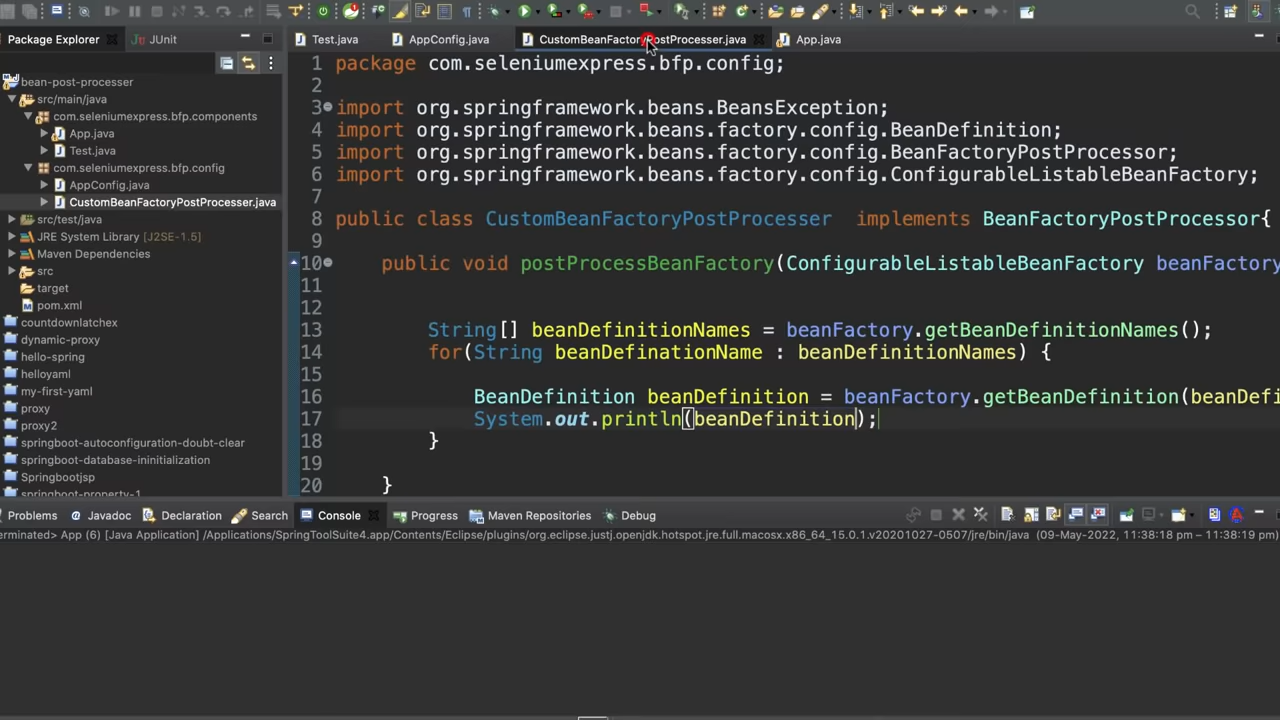 Package Explorer
JUnit
Test.java
AppConfig.java
CustomBeanFactoryPostProcesser.java
App.java
bean-post-processer
src/main/java
com.seleniumexpress.bfp.components
App.java
Test.java
com.seleniumexpress.bfp.config
AppConfig.java
CustomBeanFactoryPostProcesser.java
src/test/java
JRE System Library [J2SE-1.5]
Maven Dependencies
src
target
pom.xml
countdownlatchex
dynamic-proxy
hello-spring
helloyaml
my-first-yaml
proxy
proxy2
springboot-autoconfiguration-doubt-clear
springboot-database-ininitialization
Springbootjsp
springboot-property-1
1 package com.seleniumexpress.bfp.config;
2
3 import org.springframework.beans.BeansException;
4 import org.springframework.beans.factory.config.BeanDefinition;
5 import org.springframework.beans.factory.config.BeanFactoryPostProcessor;
6 import org.springframework.beans.factory.config.ConfigurableListableBeanFactory;
7
8 public class CustomBeanFactoryPostProcesser  implements BeanFactoryPostProcessor{
9
10 public void postProcessBeanFactory(ConfigurableListableBeanFactory beanFactory
11
12
13 String[] beanDefinitionNames = beanFactory.getBeanDefinitionNames();
14 for(String beanDefinationName : beanDefinitionNames) {
15
16 BeanDefinition beanDefinition = beanFactory.getBeanDefinition(beanDefi
17 System.out.println(beanDefinition);
18 }
19
20 }
Problems
Javadoc
Declaration
Search
Console
Progress
Maven Repositories
Debug
terminated> App (6) [Java Application] /Applications/SpringToolSuite4.app/Contents/Eclipse/plugins/org.eclipse.justj.openjdk.hotspot.jre.full.macosx.x86_64_15.0.1.v20201027-0507/jre/bin/java (09-May-2022, 11:38:18 pm – 11:38:19 pm)